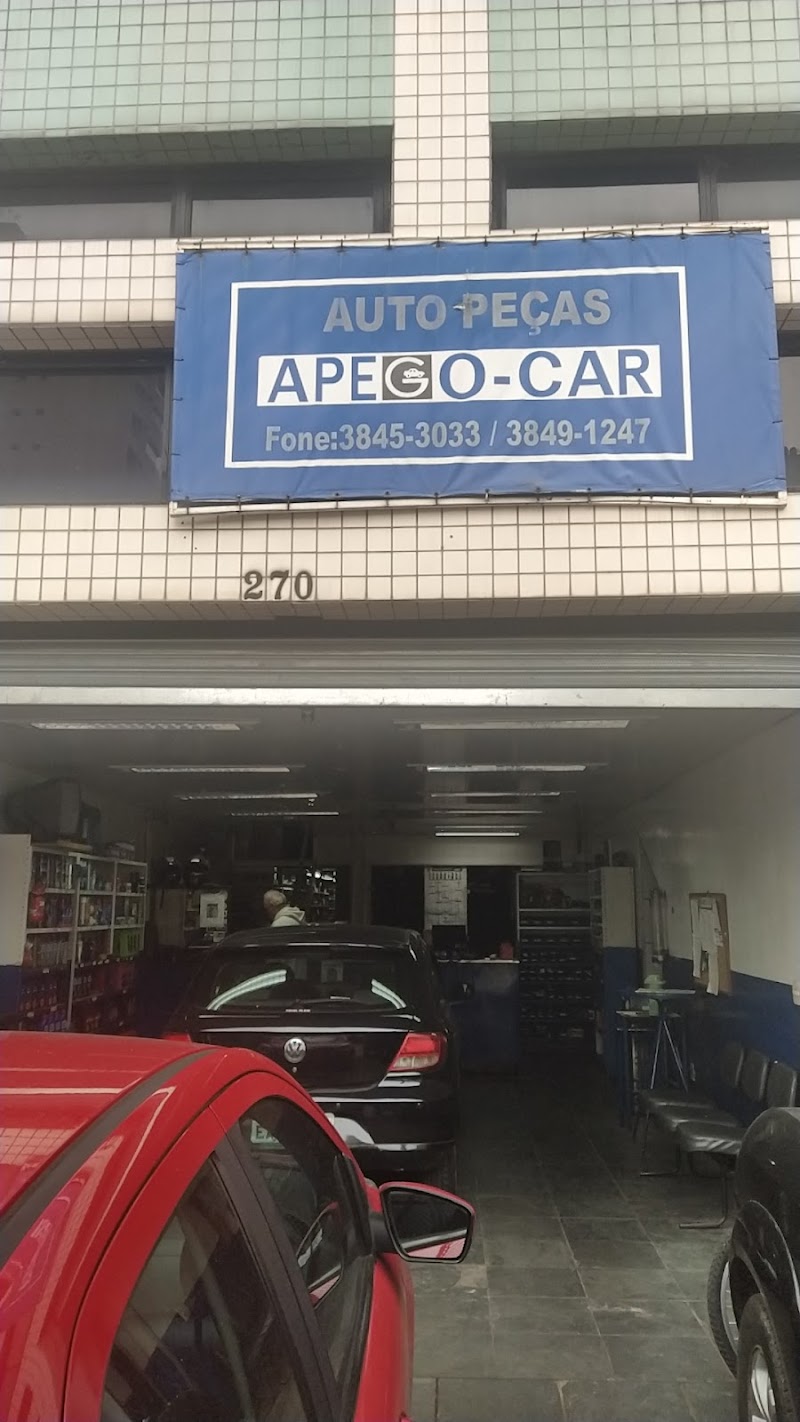 AUTO PEÇAS
APEGO-CAR
Fone:3845-3033 / 3849-1247
270